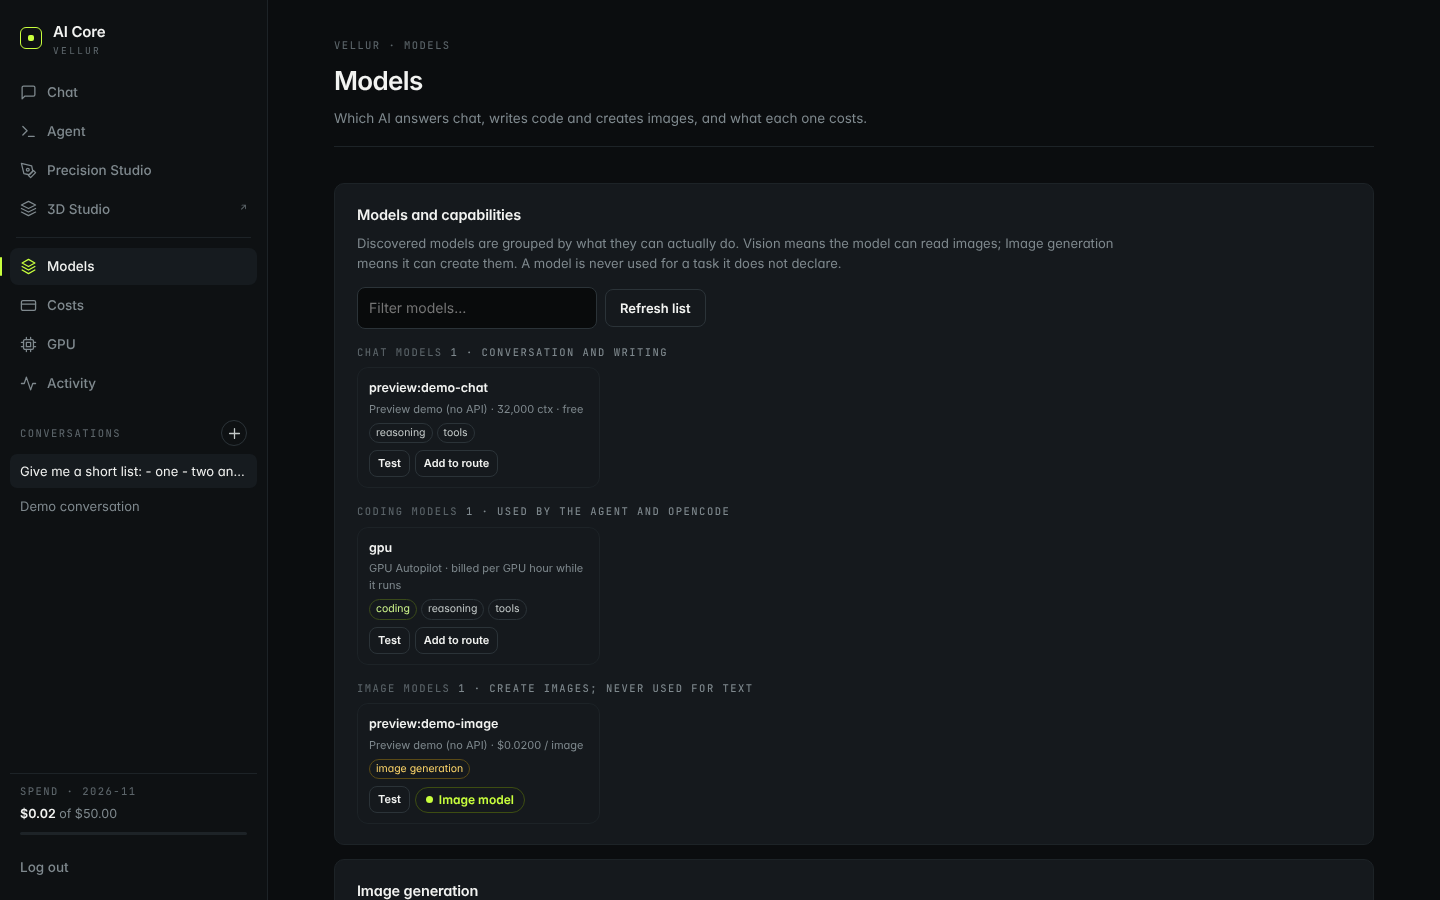 AI Core
VELLUR
Chat
Agent
Precision Studio
3D Studio
Models
Costs
GPU
Activity
CONVERSATIONS
Give me a short list: - one - two an...
Demo conversation
SPEND · 2026-11
$0.02 of $50.00
Log out
VELLUR · MODELS
Models
Which AI answers chat, writes code and creates images, and what each one costs.
Models and capabilities
Discovered models are grouped by what they can actually do. Vision means the model can read images; Image generation
means it can create them. A model is never used for a task it does not declare.
Filter models...
Refresh list
CHAT MODELS 1 · CONVERSATION AND WRITING
preview:demo-chat
Preview demo (no API) · 32,000 ctx · free
reasoning tools
Test Add to route
CODING MODELS 1 · USED BY THE AGENT AND OPENCODE
gpu
GPU Autopilot · billed per GPU hour while
it runs
coding reasoning tools
Test Add to route
IMAGE MODELS 1 · CREATE IMAGES; NEVER USED FOR TEXT
preview:demo-image
Preview demo (no API) · $0.0200 / image
image generation
Test Image model
Image generation